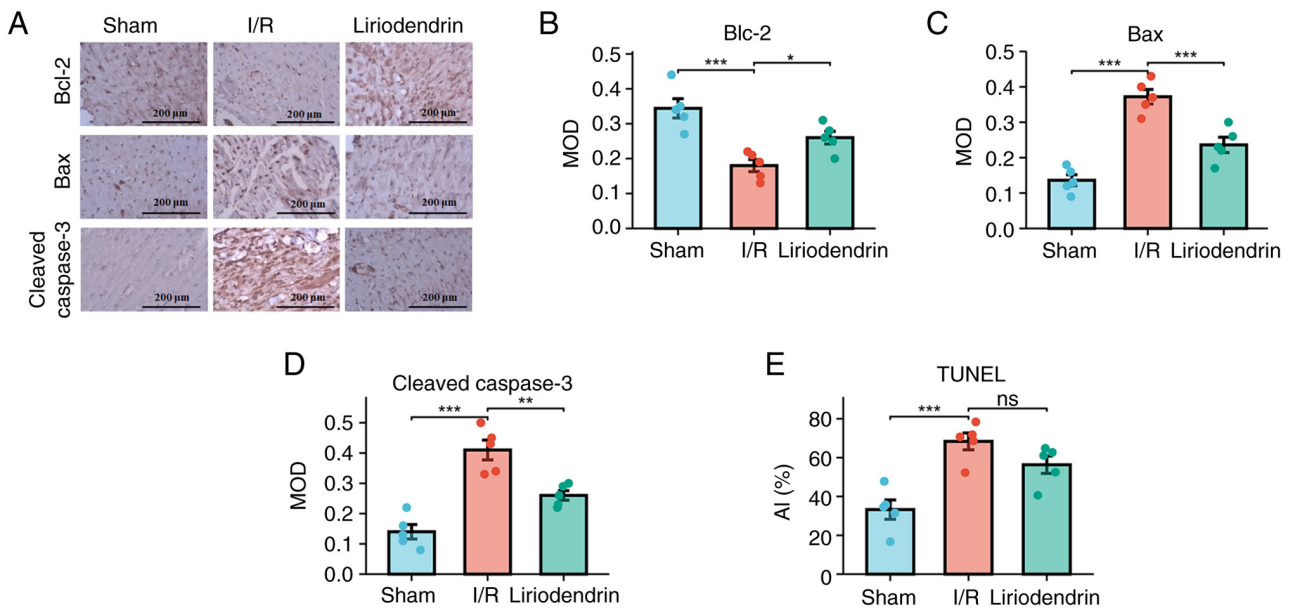 A
Sham
I/R
Liriodendrin
Bcl-2
200 µm
200 µm
200 µm
Bax
200 µm
200 µm
200 µm
Cleaved
caspase-3
200 µm
200 µm
200 µm
B
Blc-2
MOD
0.5
0.4
0.3
0.2
0.1
0.0
***
*
Sham
I/R
Liriodendrin
C
Bax
MOD
0.5
0.4
0.3
0.2
0.1
0.0
***
***
Sham
I/R
Liriodendrin
D
Cleaved caspase-3
MOD
0.5
0.4
0.3
0.2
0.1
0.0
***
**
Sham
I/R
Liriodendrin
E
TUNEL
AI (%)
80
60
40
20
0
***
ns
Sham
I/R
Liriodendrin